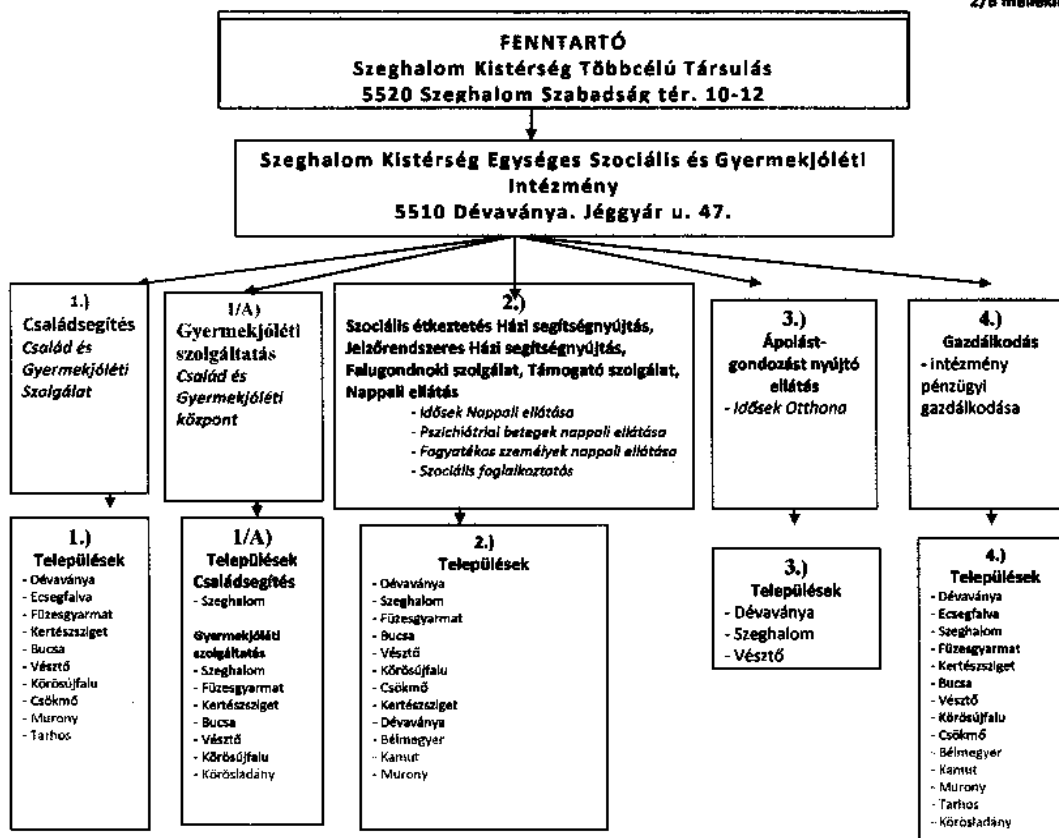 2/B
FENNTARTÓ
Szeghalom Kistérség Többcélú Társulás
5520 Szeghalom Szabadság tér. 10-12
Szeghalom Kistérség Egységes Szociális és Gyermekjóléti
Intézmény
5510 Dévaványa. Jéggyár u. 47.
1.)
Családsegítés
Család és
Gyermekjóléti
Szolgálat
1/A)
Gyermekjóléti
szolgáltatás
Család és
Gyermekjóléti
központ
2.)
Szociális étkeztetés Házi segítségnyújtás,
Jelzőrendszeres Házi segítségnyújtás,
Falugondnoki szolgálat, Támogató szolgálat,
Nappali ellátás
- Idősek Nappali ellátása
- Pszichiátriai betegek nappali ellátása
- Fogyatékos személyek nappali ellátása
- Szociális foglalkoztatás
3.)
Ápolást-
gondozást nyújtó
ellátás
- Idősek Otthona
4.)
Gazdálkodás
- intézmény
pénzügyi
gazdálkodása
1.)
Települések
- Dévaványa
- Ecsegfalva
- Füzesgyarmat
- Kertészsziget
- Bucsa
- Vésztő
- Körösújfalu
- Csökmő
- Murony
- Tarhos
1/A)
Települések
Családsegítés
- Szeghalom
Gyermekjóléti
szolgáltatás
- Szeghalom
- Füzesgyarmat
- Kertészsziget
- Bucsa
- Vésztő
- Körösújfalu
- Körösladány
2.)
Települések
- Dévaványa
- Szeghalom
- Füzesgyarmat
- Bucsa
- Vésztő
- Körösújfalu
- Csökmő
- Kertészsziget
- Dévaványa
- Bélmegyer
- Kamut
- Murony
3.)
Települések
- Dévaványa
- Szeghalom
- Vésztő
4.)
Települések
- Dévaványa
- Ecsegfalva
- Szeghalom
- Füzesgyarmat
- Kertészsziget
- Bucsa
- Vésztő
- Körösújfalu
- Csökmő
- Bélmegyer
- Kamut
- Murony
- Tarhos
- Körösladány